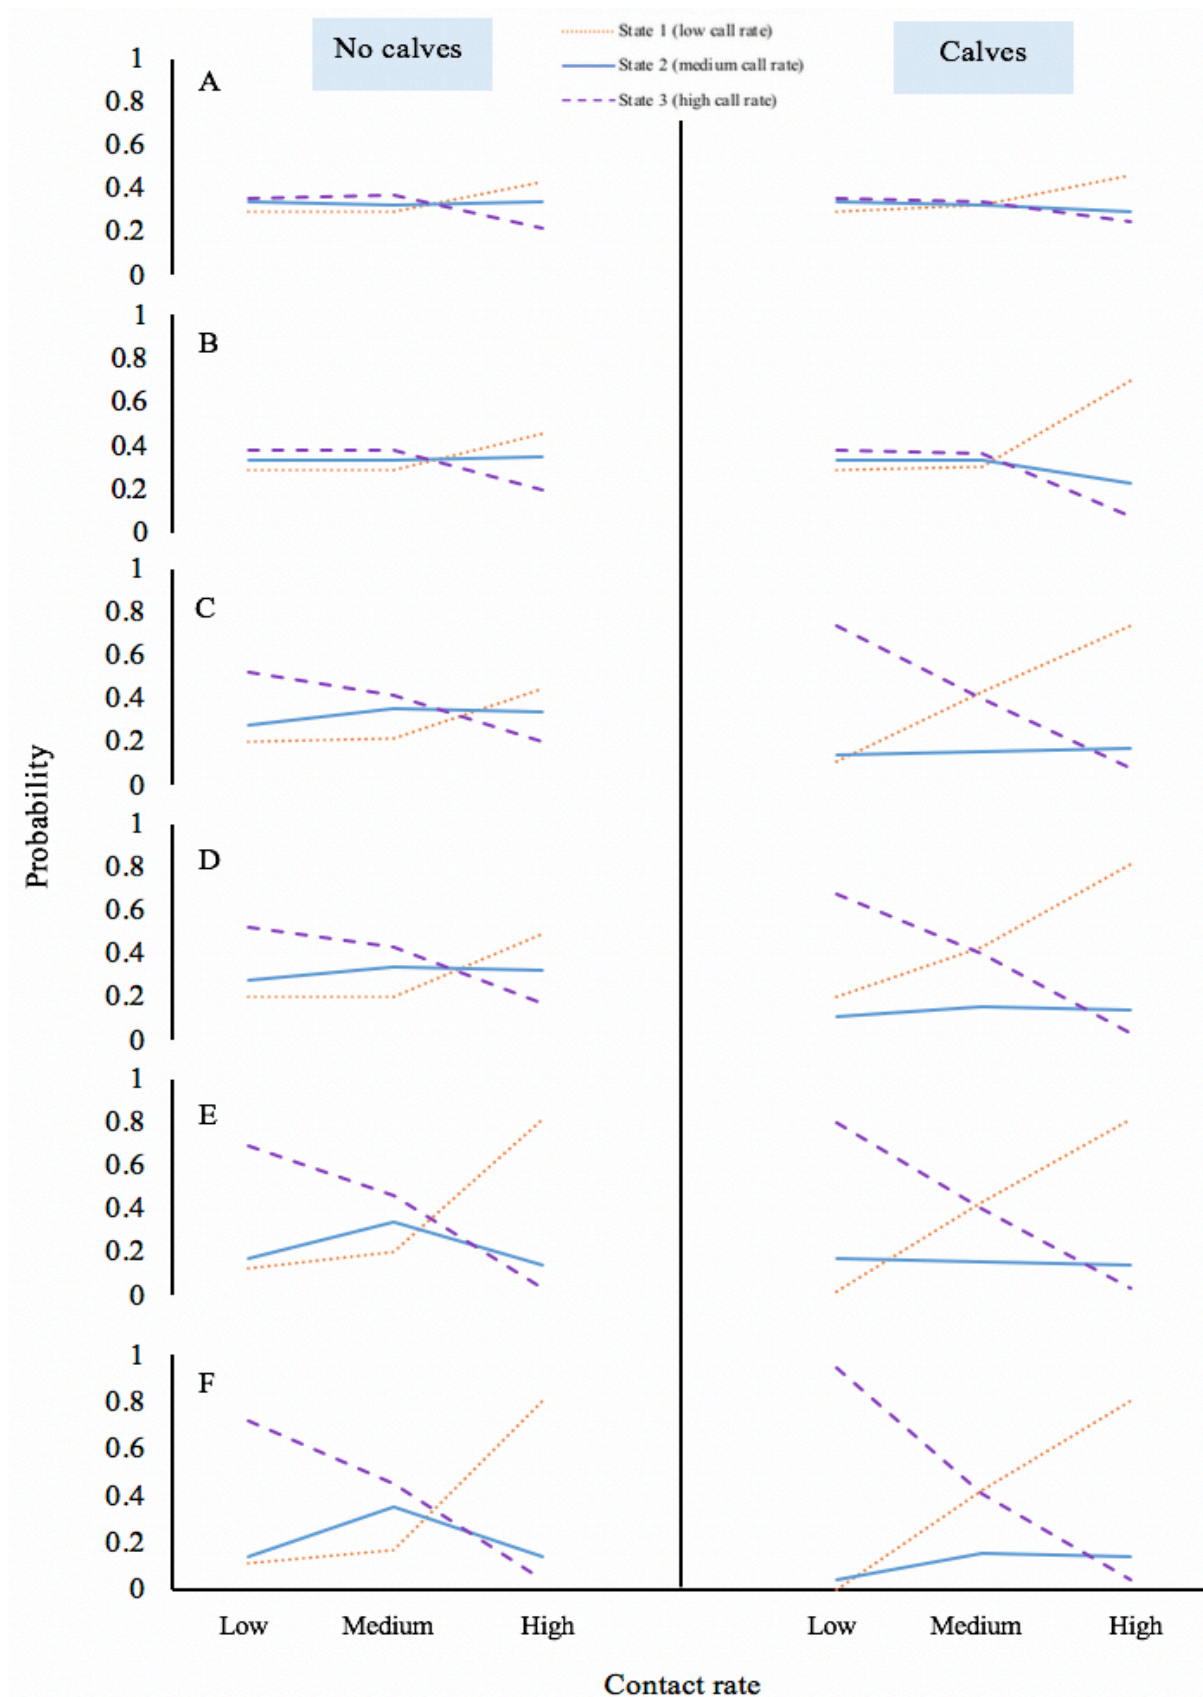 No calves
State 1 (low call rate)
State 2 (medium call rate)
State 3 (high call rate)
Calves
A
1
0.8
0.6
0.4
0.2
0
B
1
0.8
0.6
0.4
0.2
0
C
1
0.8
0.6
0.4
0.2
0
D
1
0.8
0.6
0.4
0.2
0
E
1
0.8
0.6
0.4
0.2
0
F
1
0.8
0.6
0.4
0.2
0
Probability
Low Medium High
Low Medium High
Contact rate